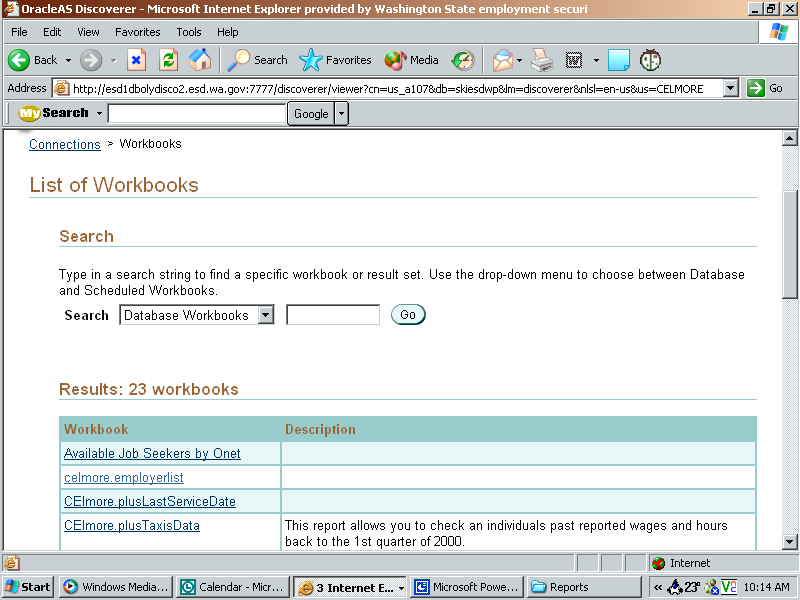 OracleAS Discoverer - Microsoft Internet Explorer provided by Washington State employment securi
File Edit View Favorites Tools Help
Back Search Favorites Media
Address http://esd1dbolydisco2.esd.wa.gov:7777/discoverer/viewer?cn=us_a107&db=skiesdwp&lm=discoverer&nlsl=en-us&us=CELMORE Go
My Search Google
Connections > Workbooks
List of Workbooks
Search
Type in a search string to find a specific workbook or result set. Use the drop-down menu to choose between Database
and Scheduled Workbooks.
Search Database Workbooks Go
Results: 23 workbooks
Workbook Description
Available Job Seekers by Onet
celmore.employerlist
CElmore.plusLastServiceDate
CElmore.plusTaxisData This report allows you to check an individuals past reported wages and hours
back to the 1st quarter of 2000.
Internet
Start Windows Media... Calendar - Micr... 3 Internet E... Microsoft Powe... Reports « 23° 10:14 AM